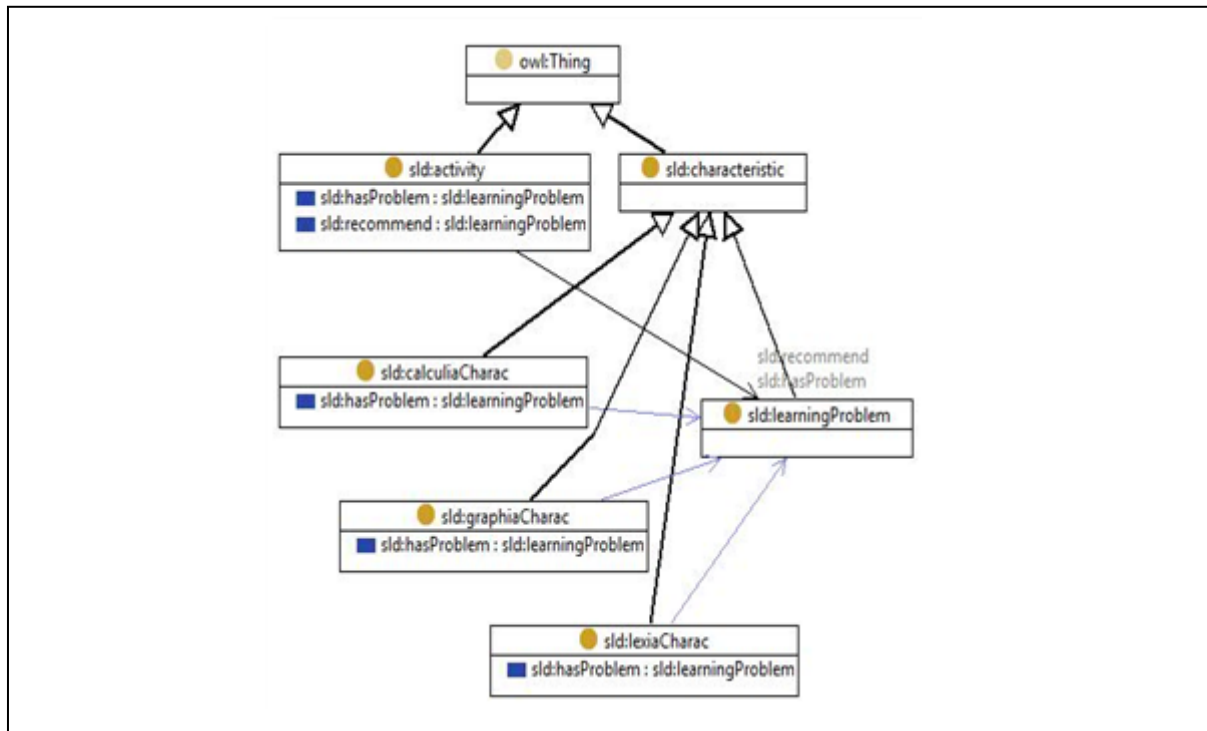 owl:Thing
sld:activity
sld:hasProblem : sld:learningProblem
sld:recommend : sld:learningProblem
sld:characteristic
sld:calculiaCharac
sld:hasProblem : sld:learningProblem
sld:recommend
sld:hasProblem
sld:learningProblem
sld:graphiaCharac
sld:hasProblem : sld:learningProblem
sld:lexiaCharac
sld:hasProblem : sld:learningProblem